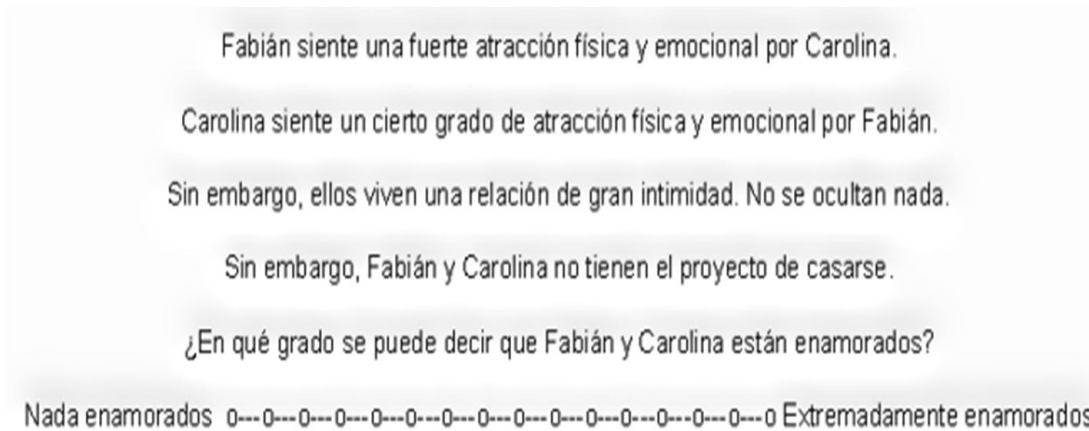 Fabián siente una fuerte atracción física y emocional por Carolina.
Carolina siente un cierto grado de atracción física y emocional por Fabián.
Sin embargo, ellos viven una relación de gran intimidad. No se ocultan nada.
Sin embargo, Fabián y Carolina no tienen el proyecto de casarse.
¿En qué grado se puede decir que Fabián y Carolina están enamorados?
Nada enamorados o---o---o---o---o---o---o---o---o---o---o---o---o---o---o---o Extremadamente enamorados